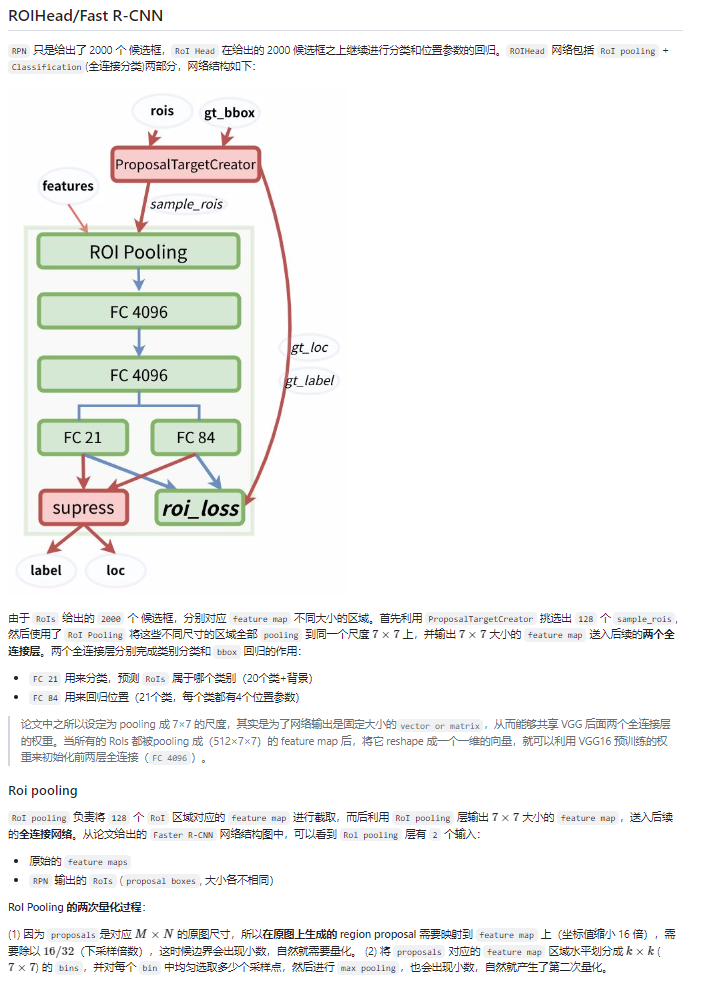 ROIHead/Fast R-CNN
RPN 只是给出了 2000 个 候选框，RoI Head 在给出的 2000 候选框之上继续进行分类和位置参数的回归。ROIHead 网络包括 RoI pooling +
Classification (全连接分类)两部分，网络结构如下：
rois
gt_bbox
ProposalTargetCreator
features
sample_rois
ROI Pooling
FC 4096
gt_loc
FC 4096
gt_label
FC 21
FC 84
supress
roi_loss
label
loc
由于 RoIs 给出的 2000 个 候选框，分别对应 feature map 不同大小的区域。首先利用 ProposalTargetCreator 挑选出 128 个 sample_rois，
然后使用了 RoI Pooling 将这些不同尺寸的区域全部 pooling 到同一个尺度 7 × 7 上，并输出 7 × 7 大小的 feature map 送入后续的两个全
连接层。两个全连接层分别完成类别分类和 bbox 回归的作用：
FC 21 用来分类，预测 RoIs 属于哪个类别（20个类+背景）
FC 84 用来回归位置（21个类，每个类都有4个位置参数）
论文中之所以设定为 pooling 成 7×7 的尺度，其实是为了网络输出是固定大小的 vector or matrix，从而能够共享 VGG 后面两个全连接层
的权重。当所有的 RoIs 都被pooling 成（512×7×7）的 feature map 后，将它 reshape 成一个一维的向量，就可以利用 VGG16 预训练的权
重来初始化前两层全连接（FC 4096）。
Roi pooling
RoI pooling 负责将 128 个 RoI 区域对应的 feature map 进行截取，而后利用 RoI pooling 层输出 7 × 7 大小的 feature map，送入后续
的全连接网络。从论文给出的 Faster R-CNN 网络结构图中，可以看到 Rol pooling 层有 2 个输入：
原始的 feature maps
RPN 输出的 RoIs ( proposal boxes, 大小各不相同)
RoI Pooling 的两次量化过程：
(1) 因为 proposals 是对应 M × N 的原图尺寸，所以在原图上生成的 region proposal 需要映射到 feature map 上（坐标值缩小 16 倍），需
要除以 16/32（下采样倍数），这时候边界会出现小数，自然就需要量化。 (2) 将 proposals 对应的 feature map 区域水平划分成 k × k (
7 × 7) 的 bins，并对每个 bin 中均匀选取多少个采样点，然后进行 max pooling，也会出现小数，自然就产生了第二次量化。